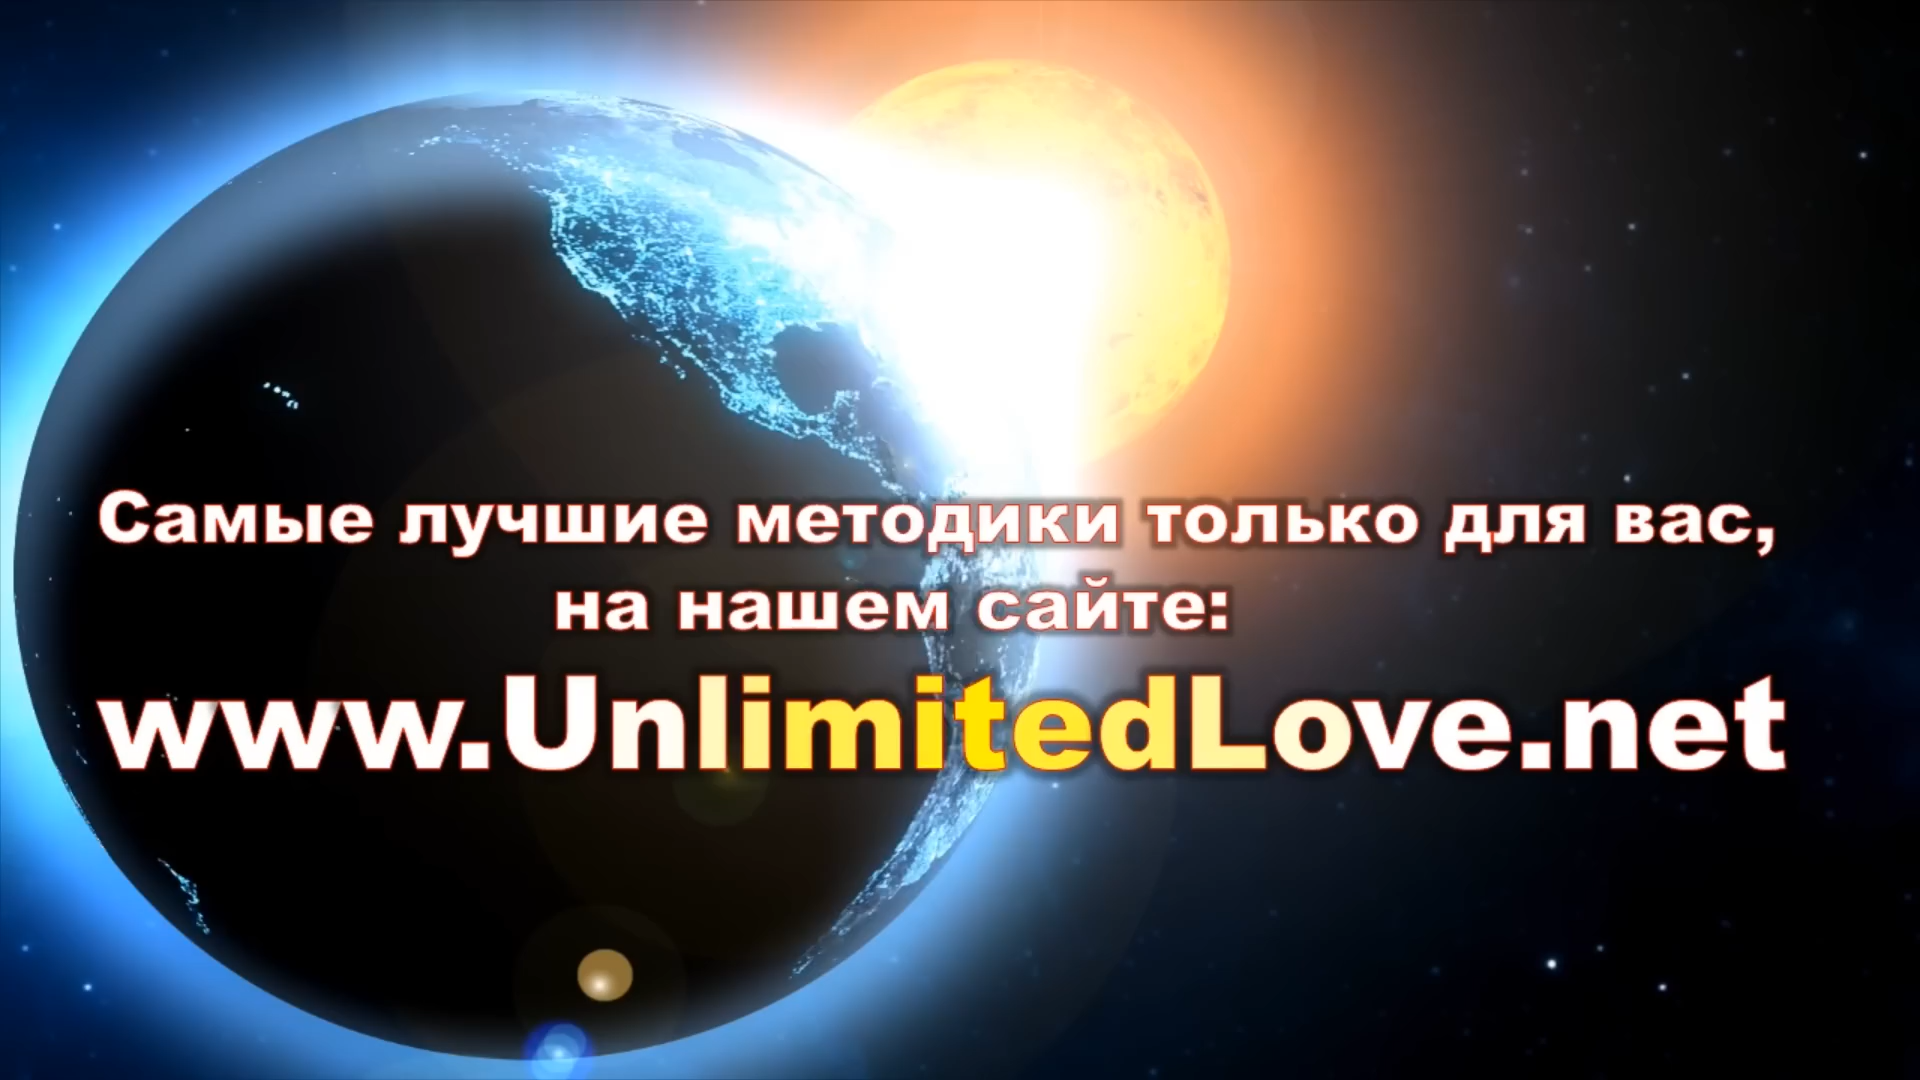 Самые лучшие методики только для вас,
на нашем сайте:
www.UnlimitedLove.net